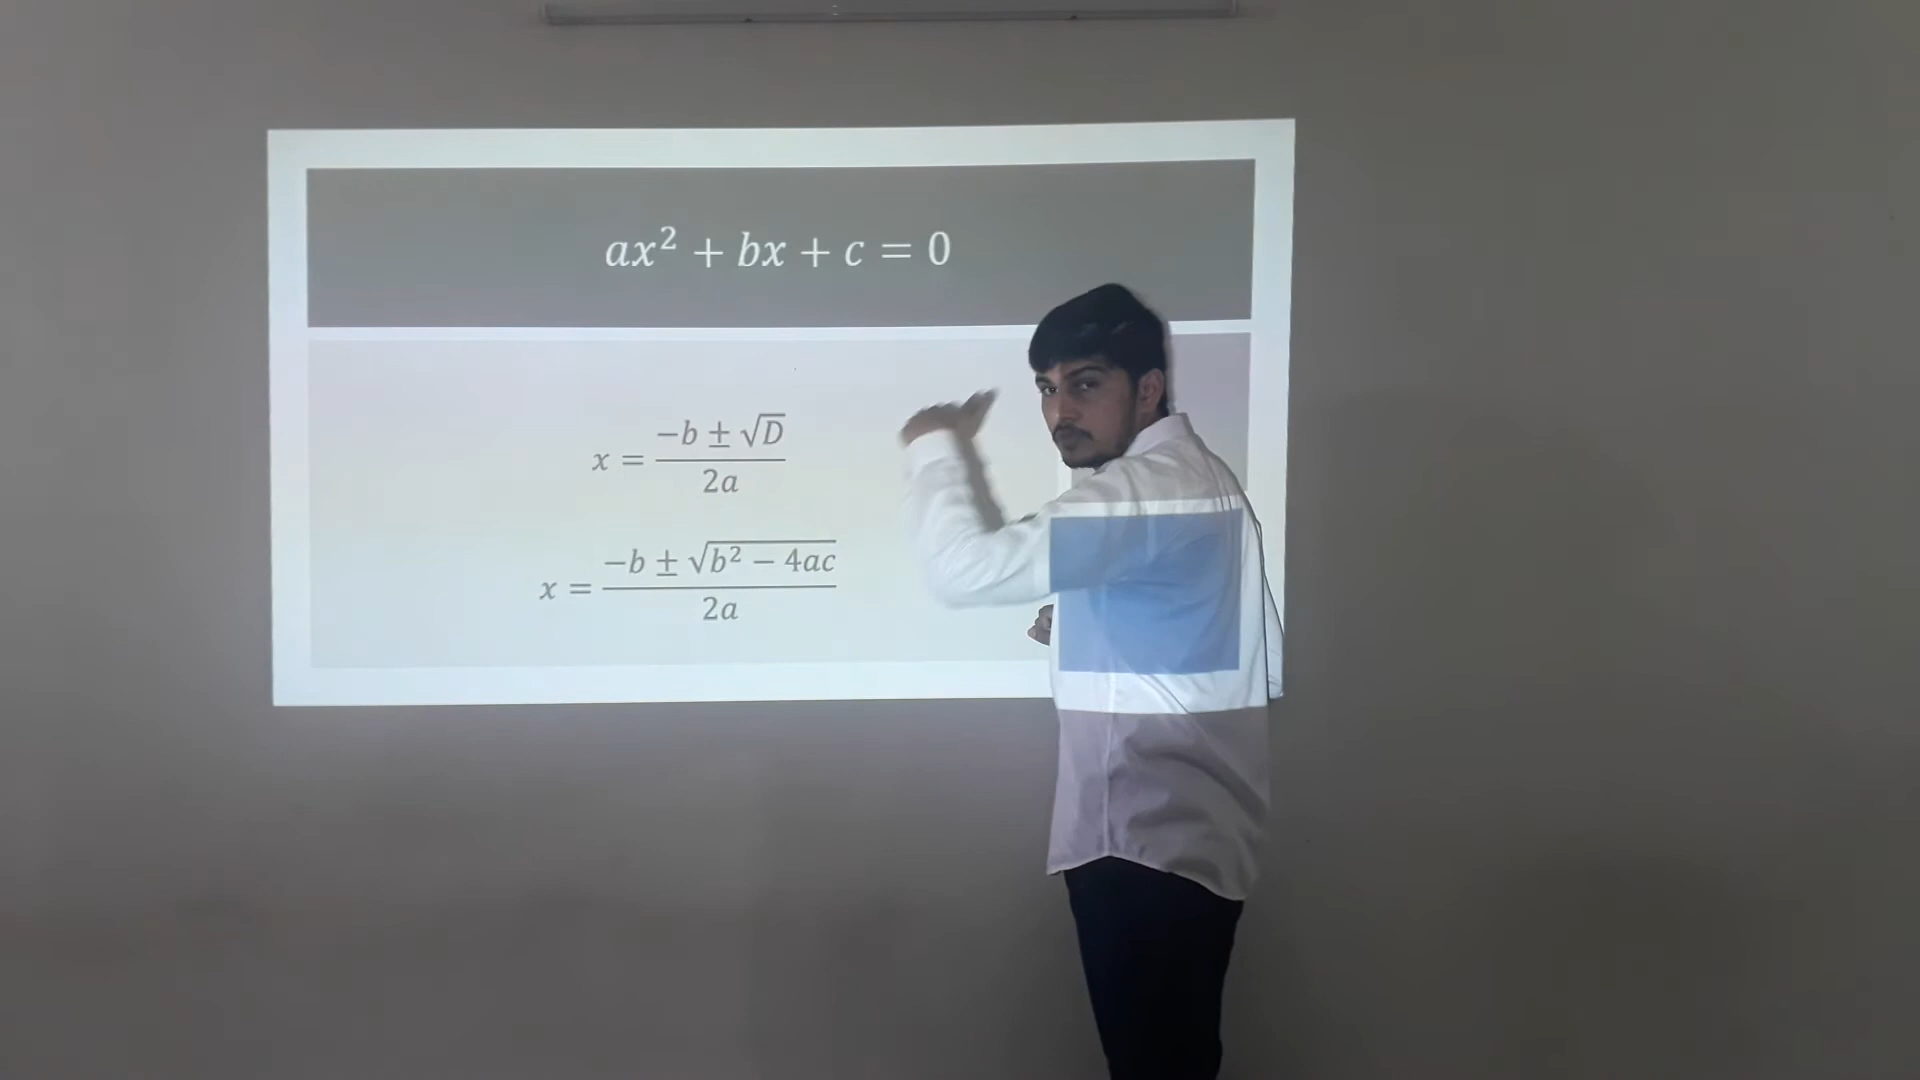 ax² + bx + c = 0
x = (−b ± √D) / 2a
x = (−b ± √(b² − 4ac)) / 2a